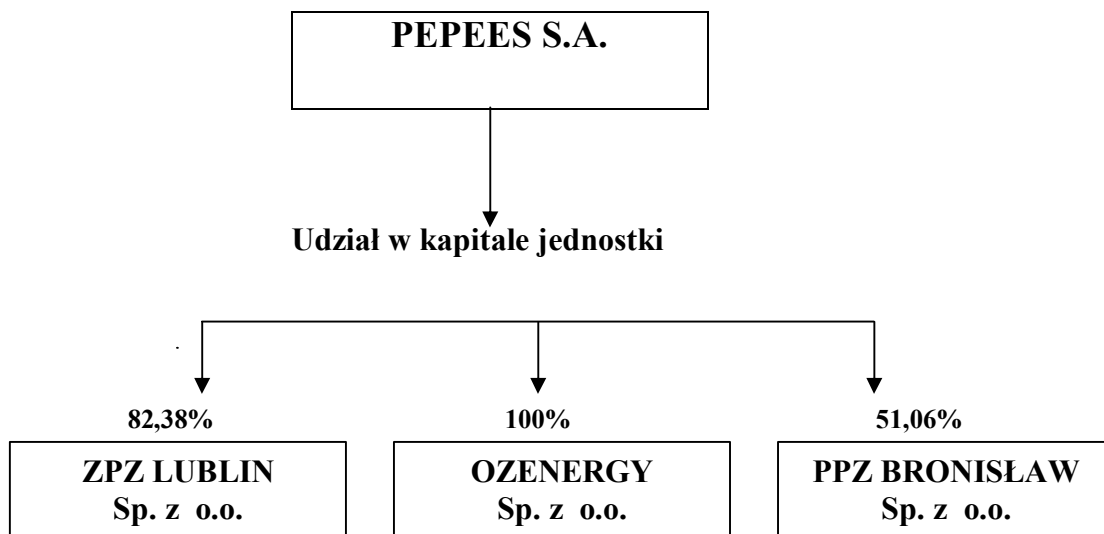 PEPEES S.A.
Udział w kapitale jednostki
82,38%
100%
51,06%
ZPZ LUBLIN
Sp. z o.o.
OZENERGY
Sp. z o.o.
PPZ BRONISŁAW
Sp. z o.o.